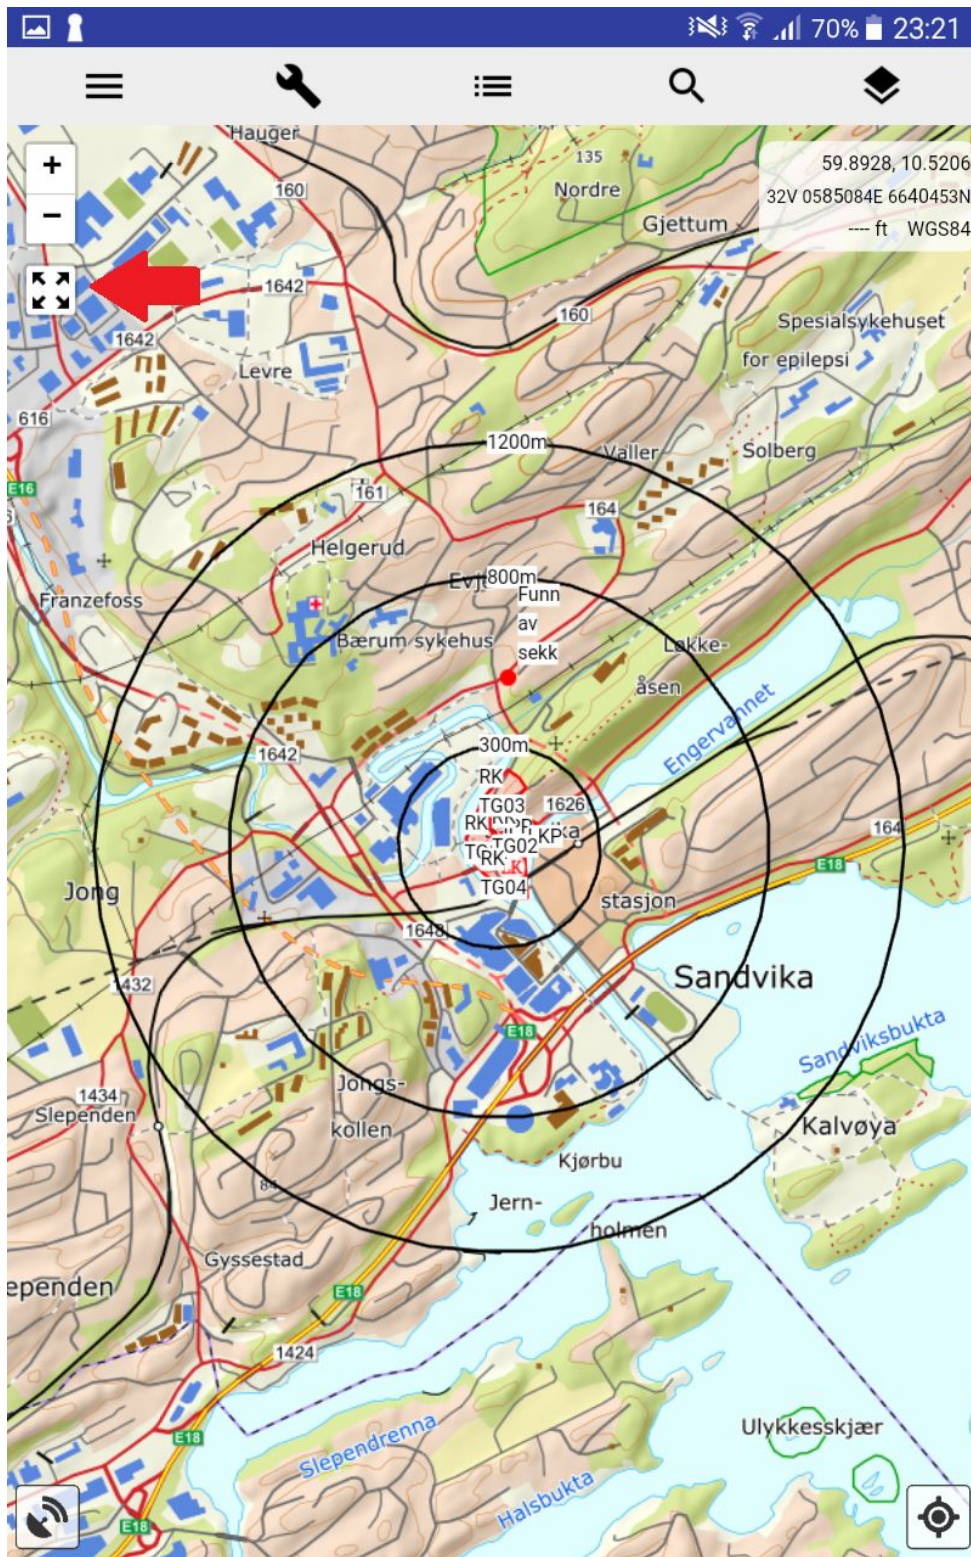 70% 23:21
+
−
59.8928, 10.5206
32V 0585084E 6640453N
---- ft WGS84
Hauger
135
Nordre
160
Gjettum
1642
160
1642
Spesialsykehuset
for epilepsi
Levre
616
1200m
Valler
Solberg
E16
161
164
Helgerud
800m
Funn
av
sekk
Franzefoss
Bærum sykehus
Løkke-
åsen
Engervannet
300m
1642
RK
TG03
1626
RK
KP
TG02
RK
TG04
164
E18
Jong
stasjon
1648
1432
Sandvika
E18
Sandviksbukta
1434
Slependen
Jongs-
kollen
Kalvøya
Kjørbu
84
Jern-
holmen
Gyssestad
ependen
E18
1424
Ulykkesskjær
E18
Slependrenna
Halsbukta
E18